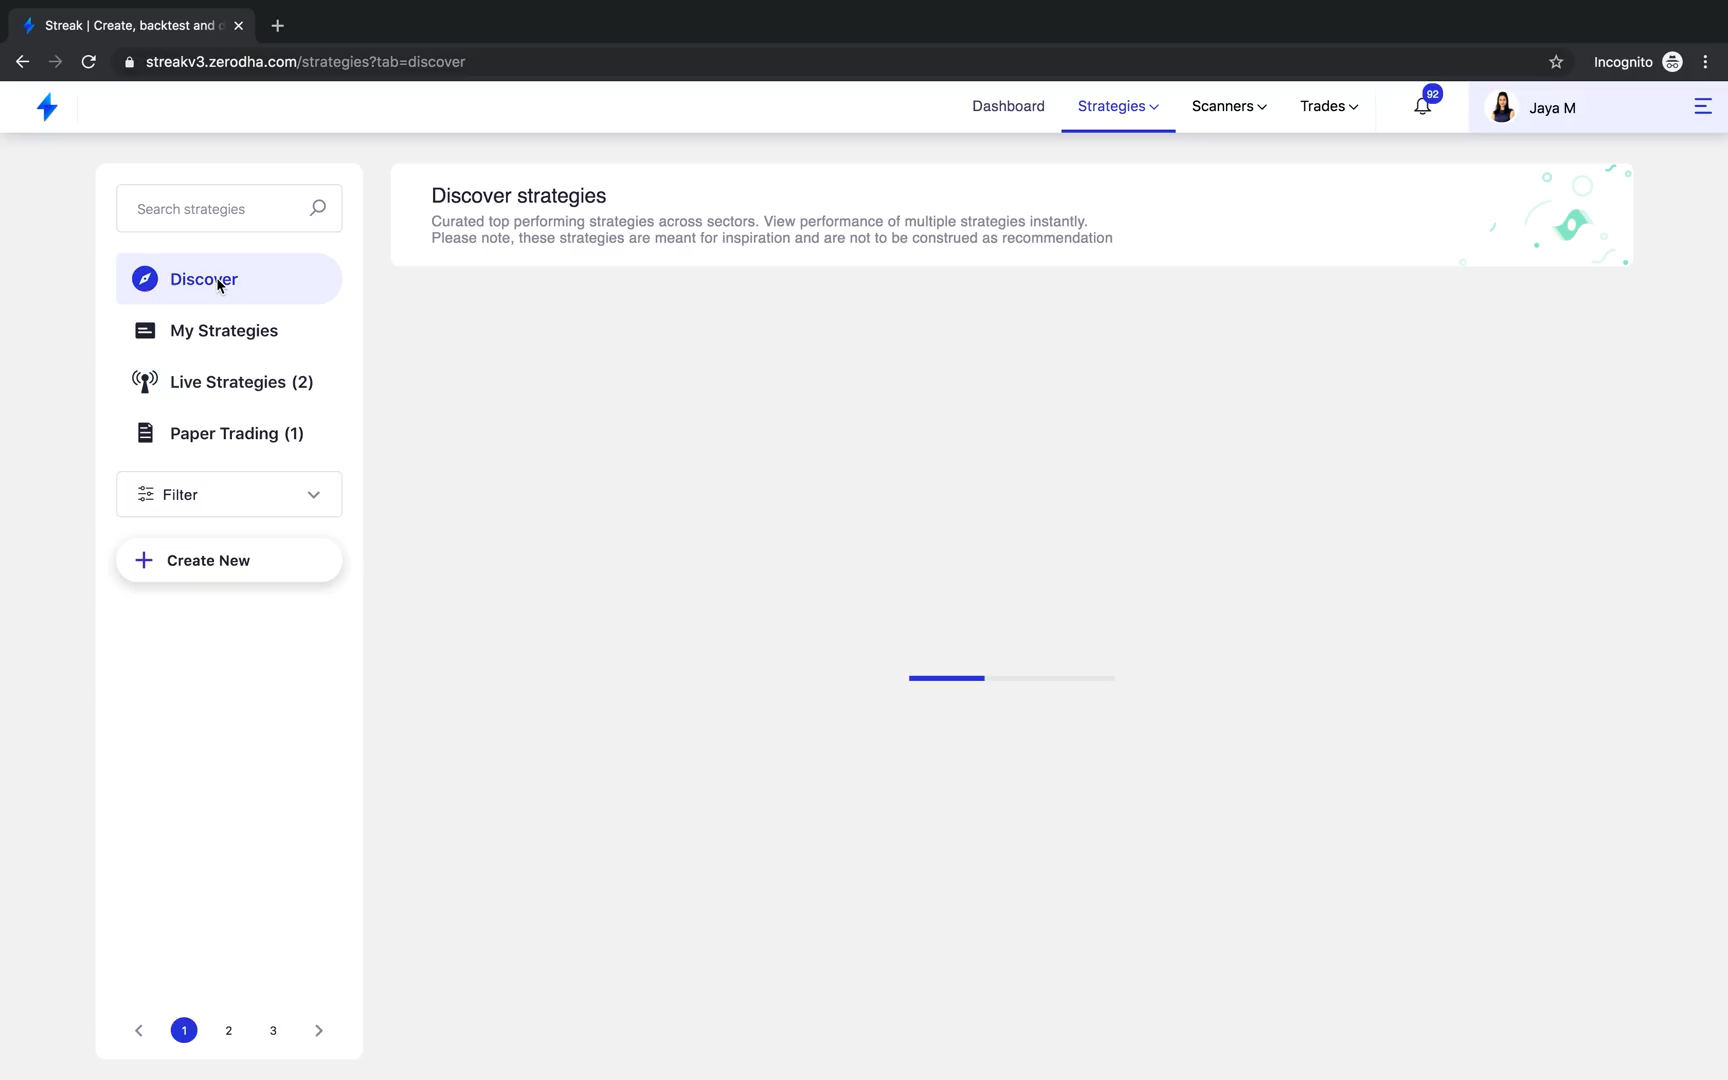 Streak | Create, backtest and
streakv3.zerodha.com/strategies?tab=discover
Incognito
Dashboard
Strategies
Scanners
Trades
92
Jaya M
Search strategies
Discover
My Strategies
Live Strategies (2)
Paper Trading (1)
Filter
Create New
1 2 3
Discover strategies
Curated top performing strategies across sectors. View performance of multiple strategies instantly.
Please note, these strategies are meant for inspiration and are not to be construed as recommendation